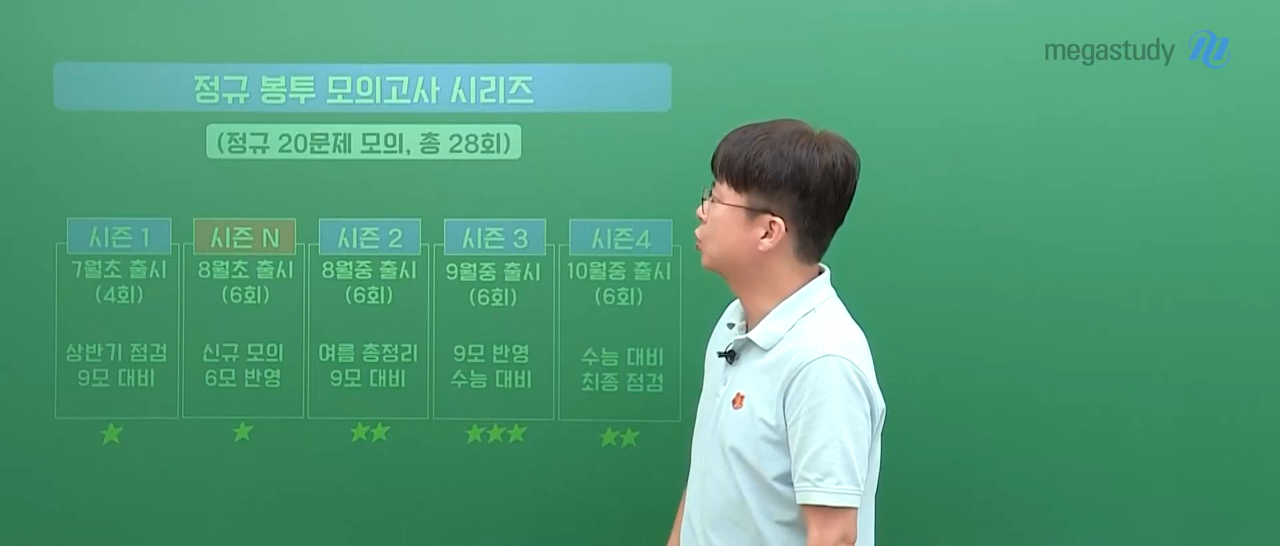 megastudy
정규 봉투 모의고사 시리즈
(정규 20문제 모의, 총 28회)
시즌 1
7월초 출시
(4회)
상반기 점검
9모 대비
시즌 N
8월초 출시
(6회)
신규 모의
6모 반영
시즌 2
8월중 출시
(6회)
여름 총정리
9모 대비
시즌 3
9월중 출시
(6회)
9모 반영
수능 대비
시즌4
10월중 출시
(6회)
수능 대비
최종 점검